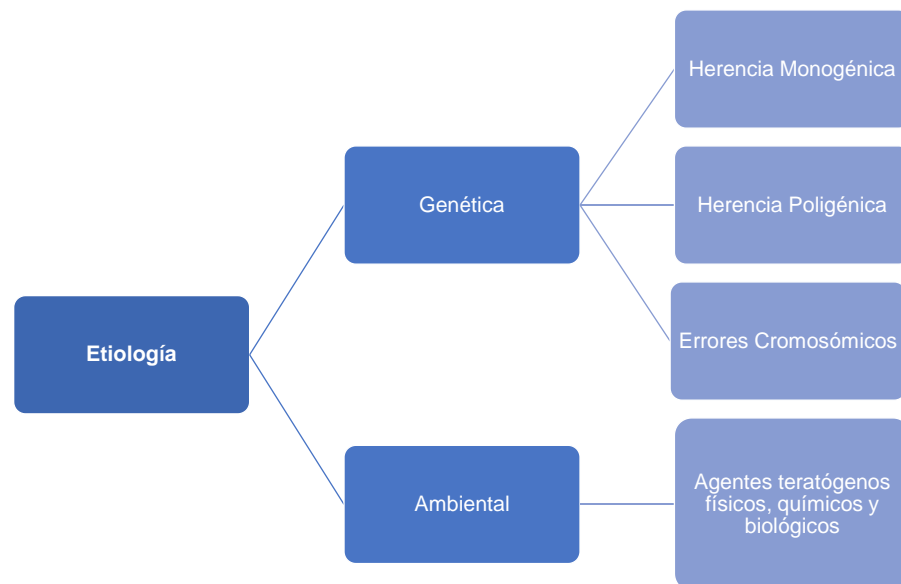 Etiología
Genética
Herencia Monogénica
Herencia Poligénica
Errores Cromosómicos
Ambiental
Agentes teratógenos
físicos, químicos y
biológicos